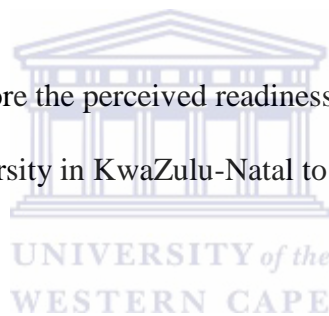 ore the perceived readiness
rsity in KwaZulu-Natal to
UNIVERSITY of the
WESTERN CAPE